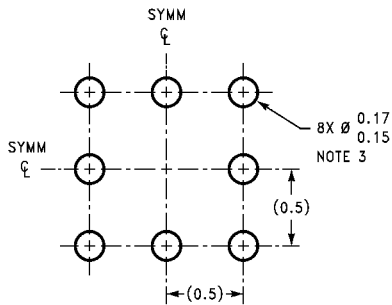 SYMM
℄
8X Ø 0.17
0.15
NOTE 3
SYMM
℄
(0.5)
(0.5)